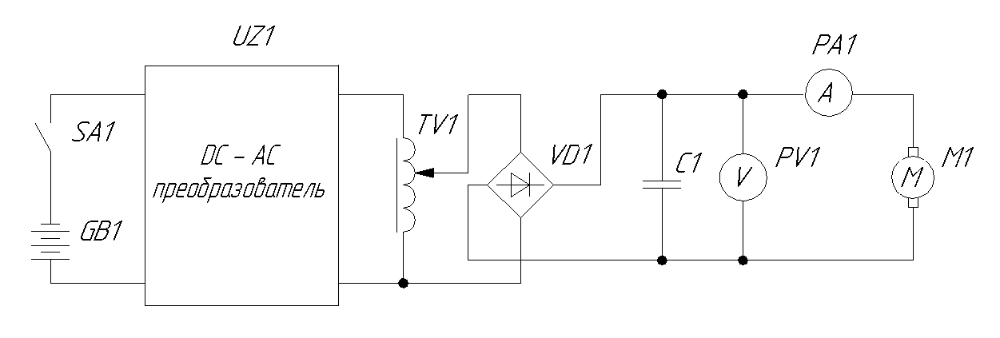 UZ1
PA1
SA1
DC – AC
преобразователь
TV1
VD1
C1
PV1
M1
A
V
M
GB1